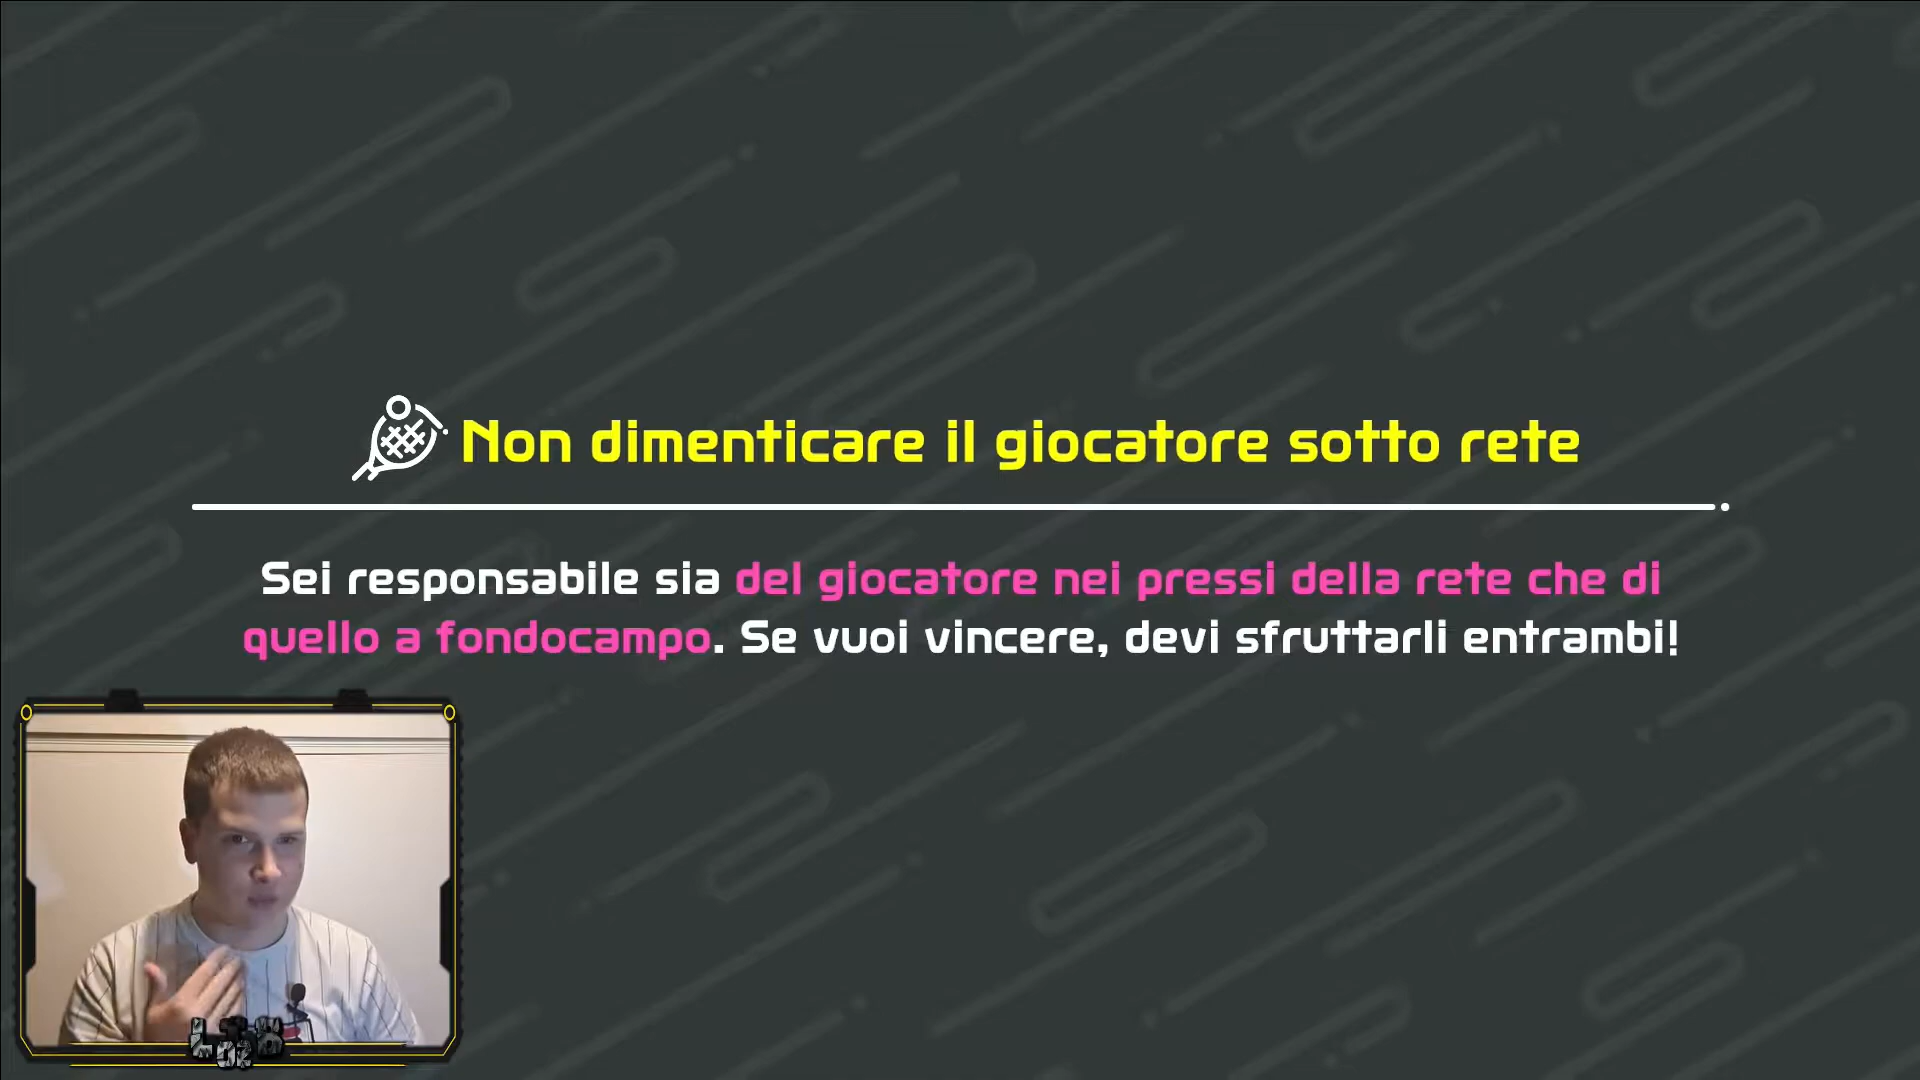 Non dimenticare il giocatore sotto rete
Sei responsabile sia del giocatore nei pressi della rete che di
quello a fondocampo. Se vuoi vincere, devi sfruttarli entrambi!